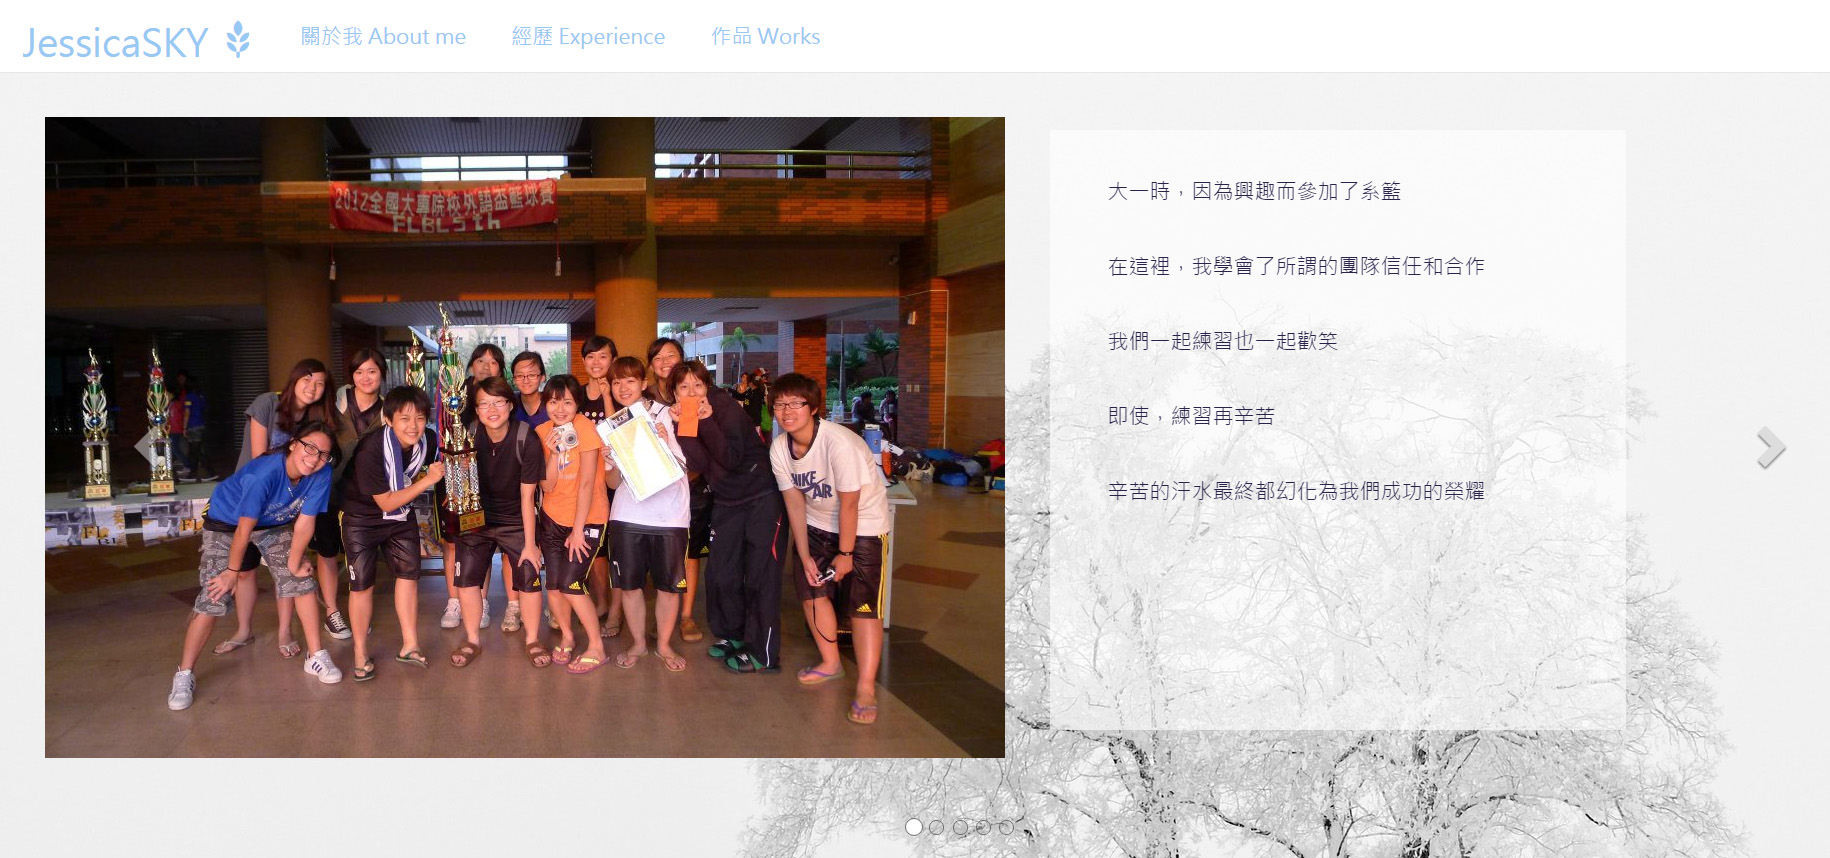 JessicaSKY
關於我 About me
經歷 Experience
作品 Works
2012全國大專院校外語盃籃球賽
FLBL 5th
大一時，因為興趣而參加了系籃
在這裡，我學會了所謂的團隊信任和合作
我們一起練習也一起歡笑
即使，練習再辛苦
辛苦的汗水最終都幻化為我們成功的榮耀
NIKE
AIR